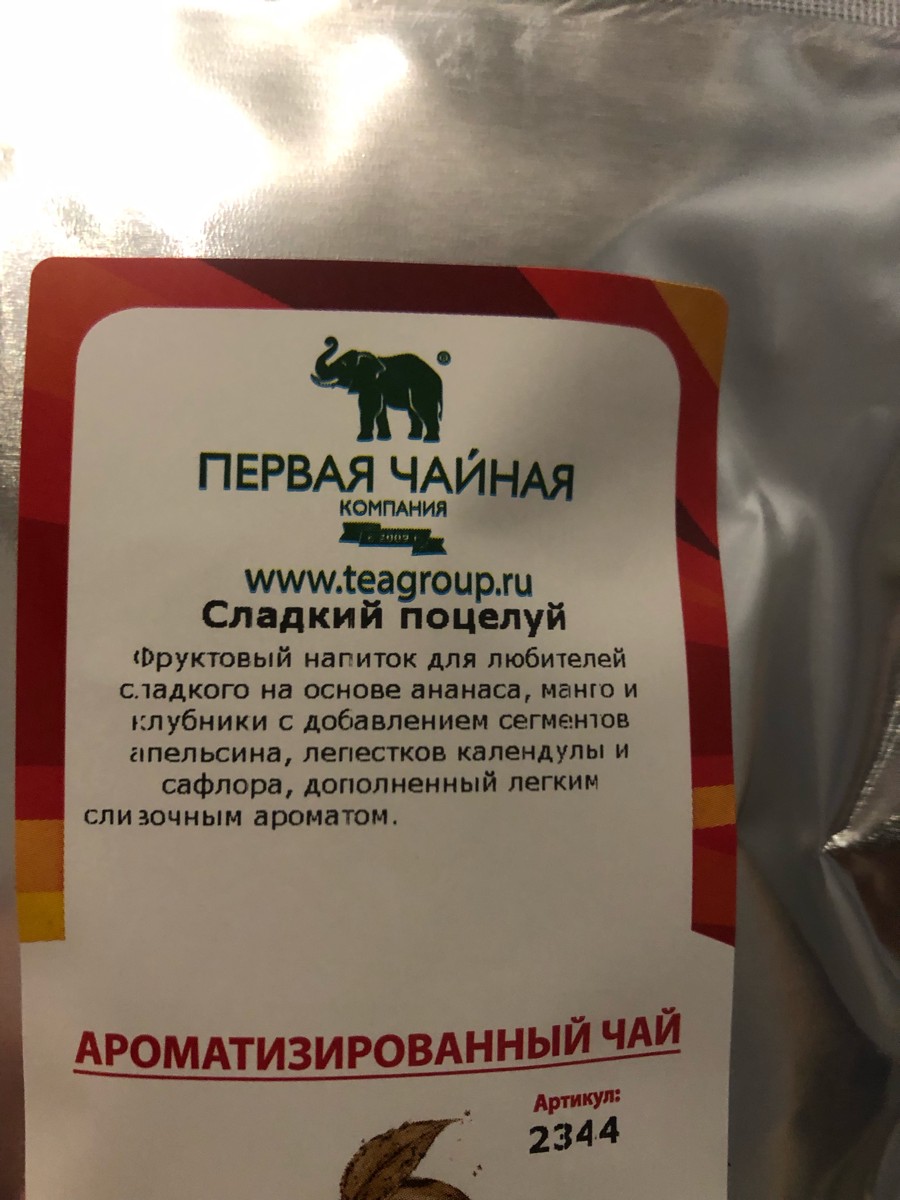 ПЕРВАЯ ЧАЙНАЯ
КОМПАНИЯ
с 2009 г.
www.teagroup.ru
Сладкий поцелуй
Фруктовый напиток для любителей
сладкого на основе ананаса, манго и
клубники с добавлением сегментов
апельсина, лепестков календулы и
сафлора, дополненный легким
сливочным ароматом.
АРОМАТИЗИРОВАННЫЙ ЧАЙ
Артикул:
2344